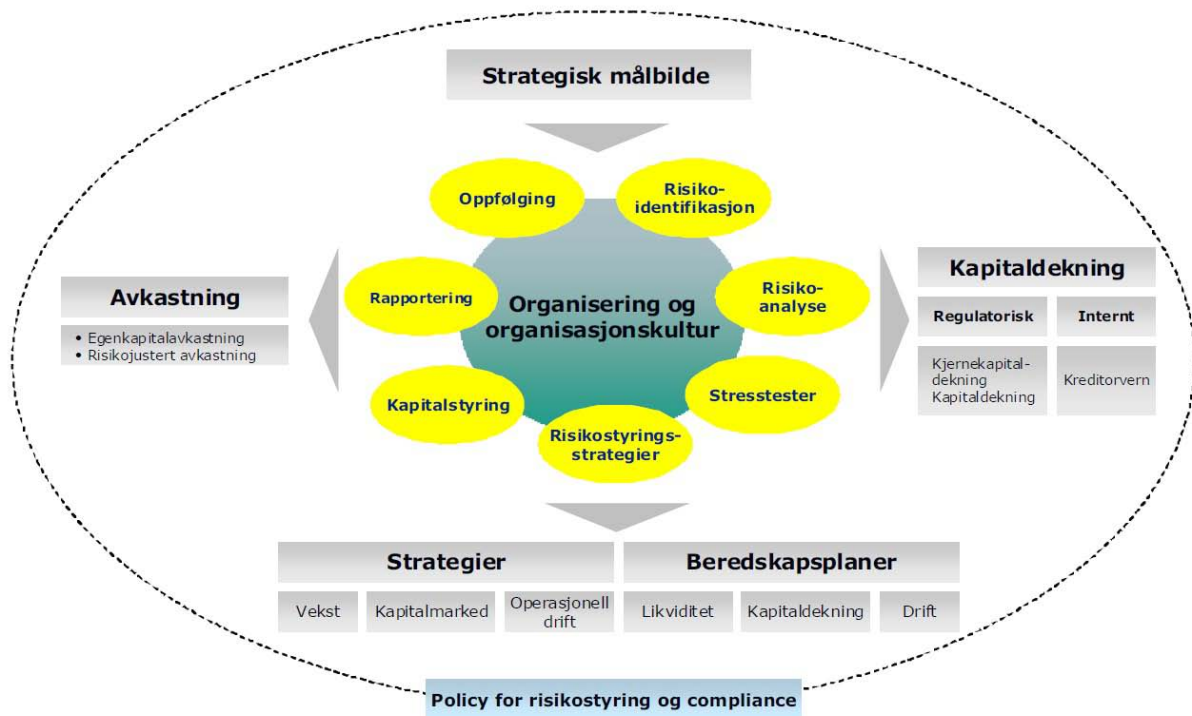 Strategisk målbilde
Oppfølging
Risiko-
identifikasjon
Rapportering
Organisering og
organisasjonskultur
Risiko-
analyse
Kapitalstyring
Stresstester
Risikostyrings-
strategier
Avkastning
• Egenkapitalavkastning
• Risikojustert avkastning
Kapitaldekning
Regulatorisk
Internt
Kjernekapital-
dekning
Kapitaldekning
Kreditorvern
Strategier
Beredskapsplaner
Vekst
Kapitalmarked
Operasjonell
drift
Likviditet
Kapitaldekning
Drift
Policy for risikostyring og compliance